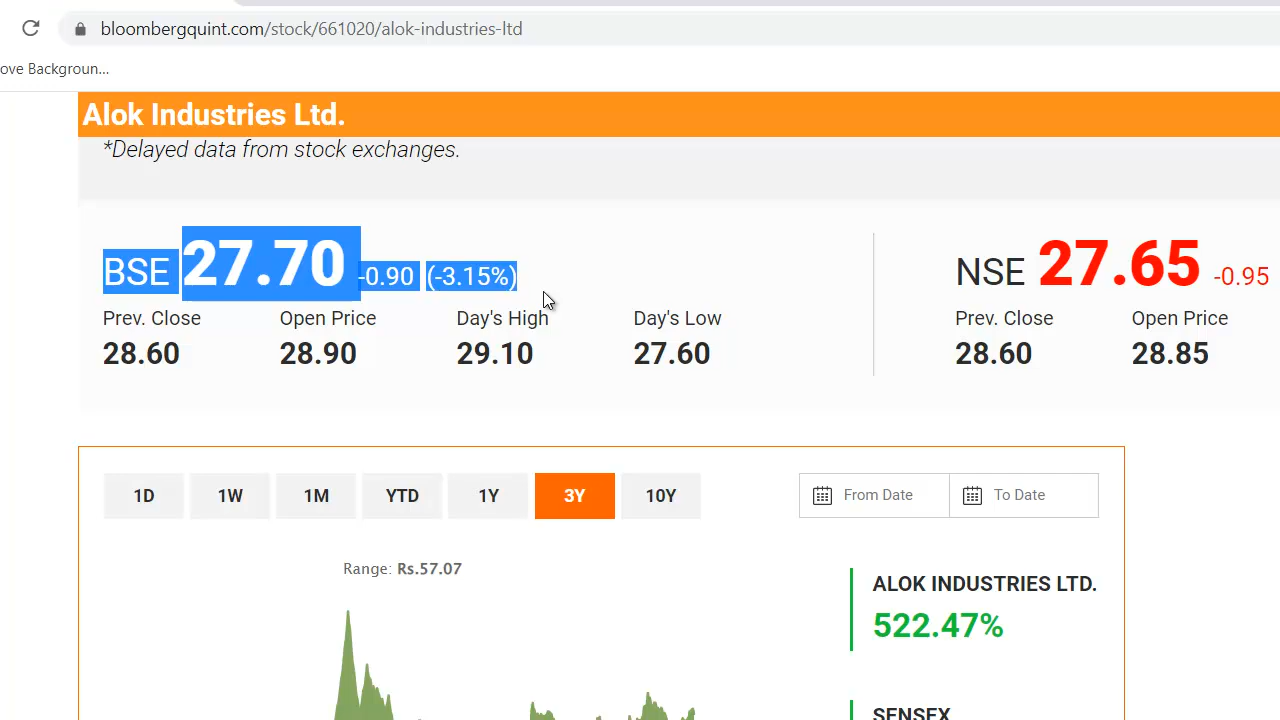 bloombergquint.com/stock/661020/alok-industries-ltd
ove Backgroun...
Alok Industries Ltd.
*Delayed data from stock exchanges.
BSE 27.70 -0.90 (-3.15%)
Prev. Close Open Price Day's High Day's Low
28.60 28.90 29.10 27.60
NSE 27.65 -0.95
Prev. Close Open Price
28.60 28.85
1D 1W 1M YTD 1Y 3Y 10Y
From Date To Date
Range: Rs.57.07
ALOK INDUSTRIES LTD.
522.47%
SENSEX